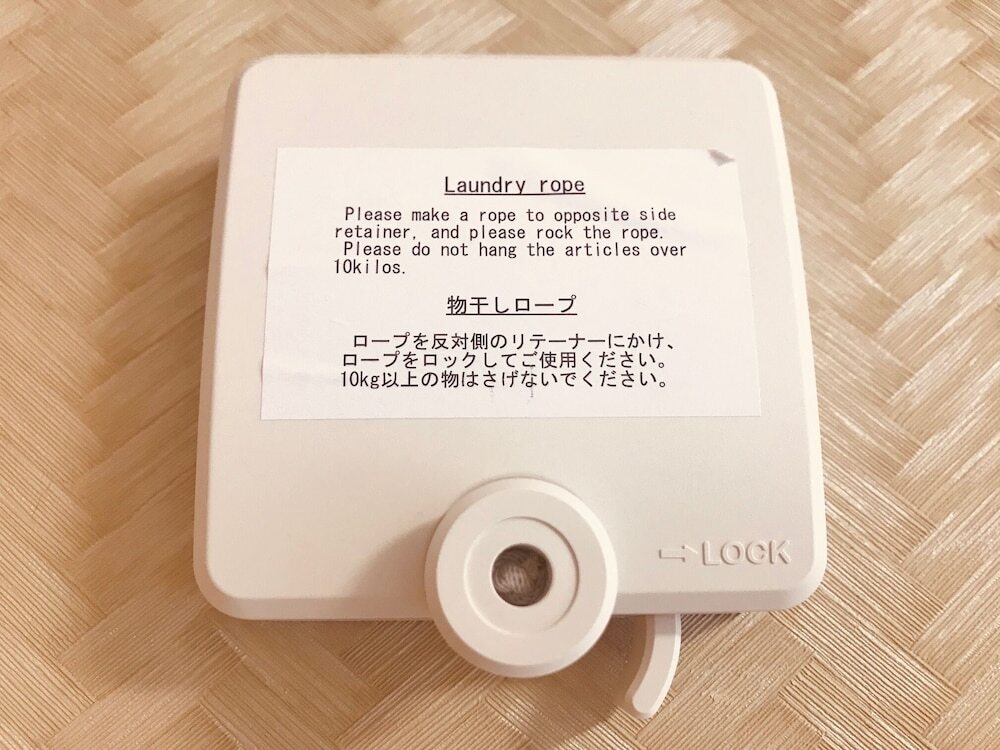 Laundry rope
Please make a rope to opposite side
retainer, and please rock the rope.
Please do not hang the articles over
10kilos.
物干しロープ
ロープを反対側のリテーナーにかけ、
ロープをロックしてご使用ください。
10kg以上の物はさげないでください。
→LOCK